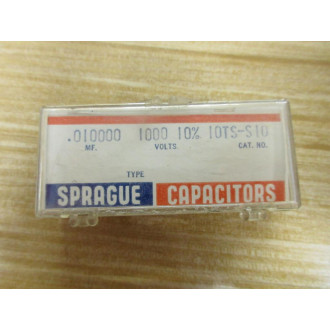 .010000 1000 10% 10TS-S10
MF. VOLTS. CAT. NO.
TYPE
SPRAGUE CAPACITORS